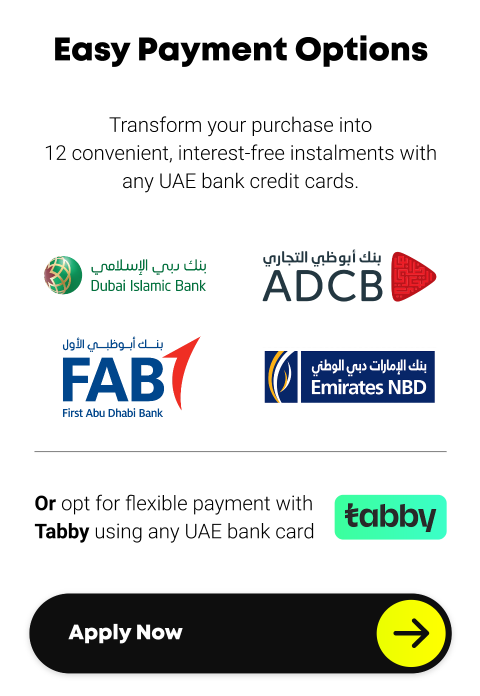 Easy Payment Options
Transform your purchase into
12 convenient, interest-free instalments with
any UAE bank credit cards.
بنك دبي الإسلامي
Dubai Islamic Bank
بنك أبوظبي التجاري
ADCB
بنك أبوظبي الأول
FAB
First Abu Dhabi Bank
بنك الإمارات دبي الوطني
Emirates NBD
Or opt for flexible payment with
Tabby using any UAE bank card
tabby
Apply Now